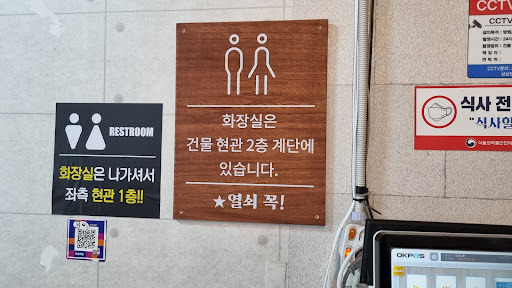 RESTROOM
화장실은 나가셔서
좌측 현관 1층!!
화장실은
건물 현관 2층 계단에
있습니다.
★열쇠 꼭!
CCTV
식사 전
"식사할
OKPOS